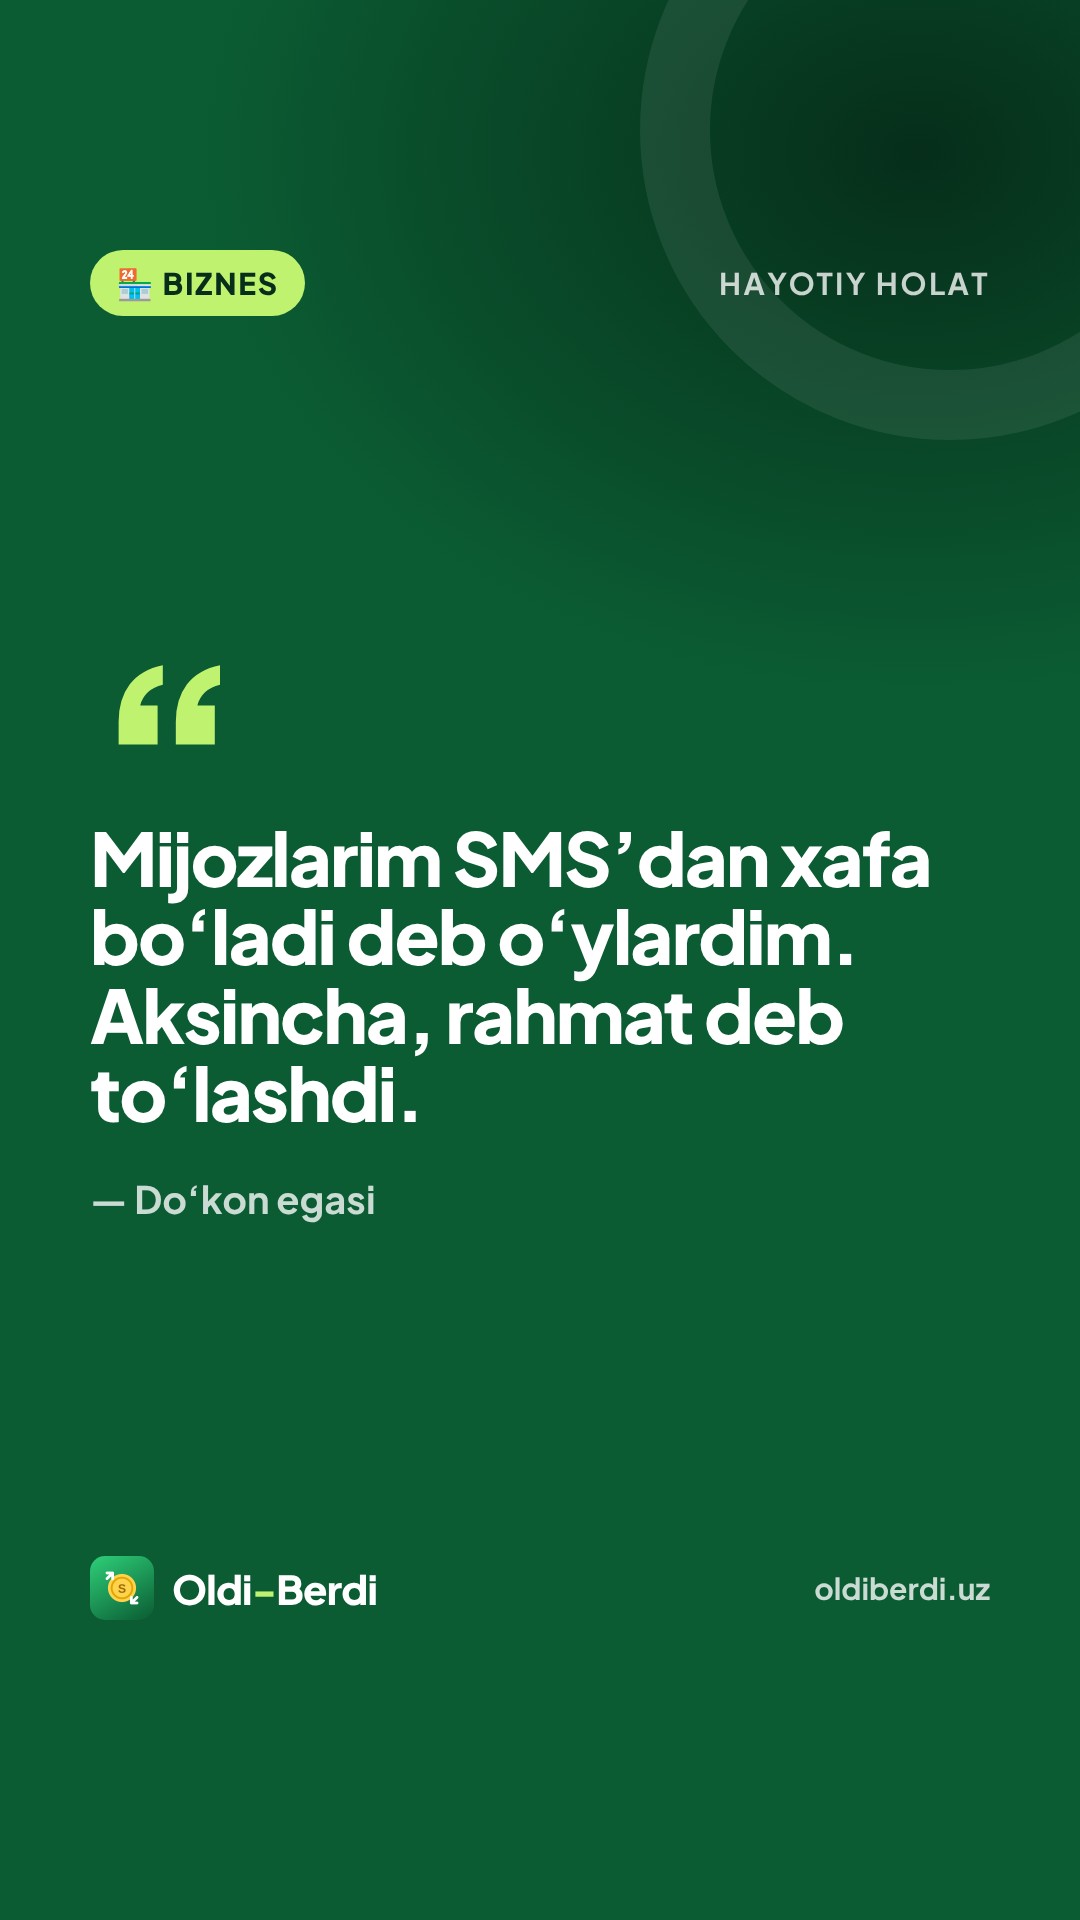 BIZNES
HAYOTIY HOLAT
“
Mijozlarim SMS’dan xafa
bo‘ladi deb o‘ylardim.
Aksincha, rahmat deb
to‘lashdi.
— Do‘kon egasi
Oldi-Berdi
oldiberdi.uz